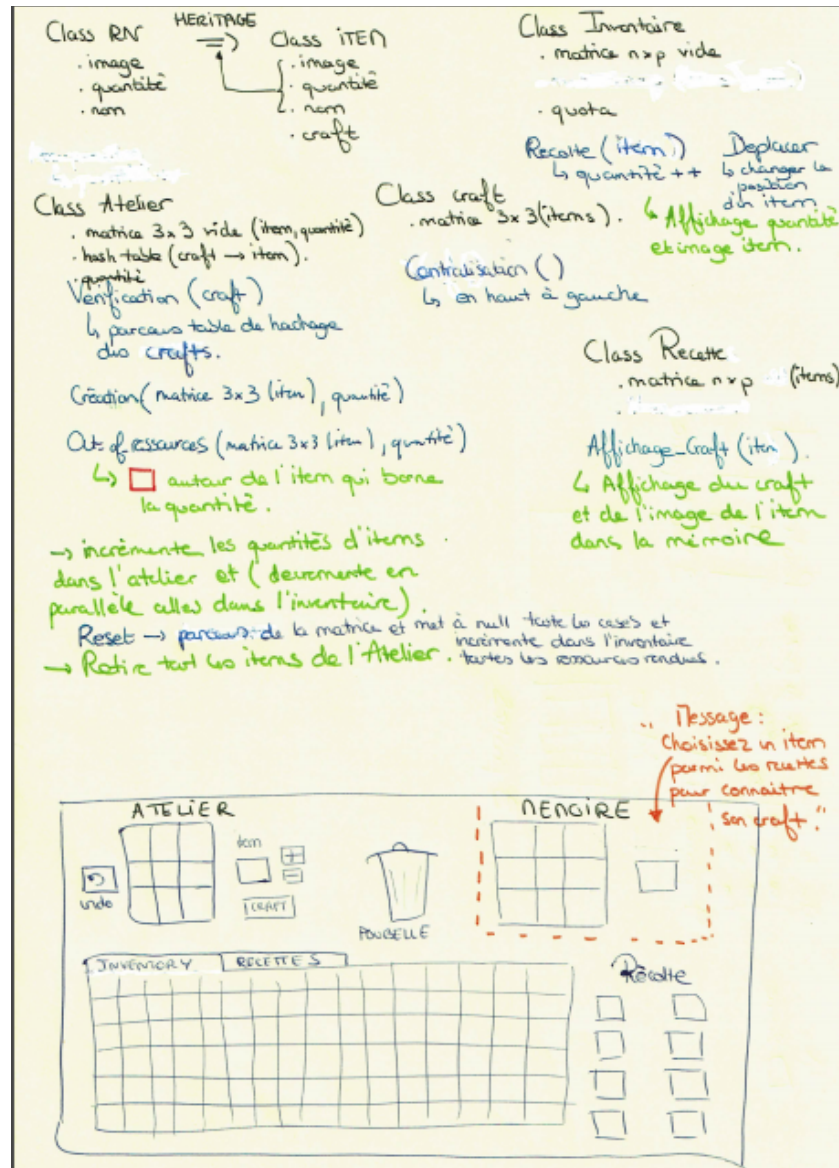 Class RN
. image
. quantité
. nom
HERITAGE
=>
Class ITEM
. image
. quantité
. nom
. craft
Class Inventaire
. matrice nxp vide
. quota
Recolte (item)
↳ quantité ++
Deplacer
↳ changer la
position
d'un item
↳ Affichage quantité
et image item.
Class Atelier
. matrice 3x3 vide (item, quantité)
. hash table (craft → item).
. quantité
Vérification (craft)
↳ parcours table de hachage
des crafts.
Création (matrice 3x3 (item), quantité)
Out_of_ressources (matrice 3x3 (item), quantité)
↳ autour de l'item qui borne
la quantité.
→ incrémente les quantités d'items
dans l'atelier et (décrémente en
parallèle celles dans l'inventaire).
Reset → parcours de la matrice et met à null toute les cases et
incrémente dans l'inventaire
toutes les ressources rendues.
→ Retire tout les items de l'Atelier.
Class craft
. matrice 3x3 (items).
Centralisation ()
↳ en haut à gauche
Class Recette
. matrice nxp (items)
Affichage_Craft (item).
↳ Affichage du craft
et de l'image de l'item
dans la mémoire
" Message :
Choisissez un item
parmi les recettes
pour connaitre
son craft. "
ATELIER
MEMOIRE
undo
item
+
-
CRAFT
POUBELLE
INVENTORY
RECETTES
Récolte